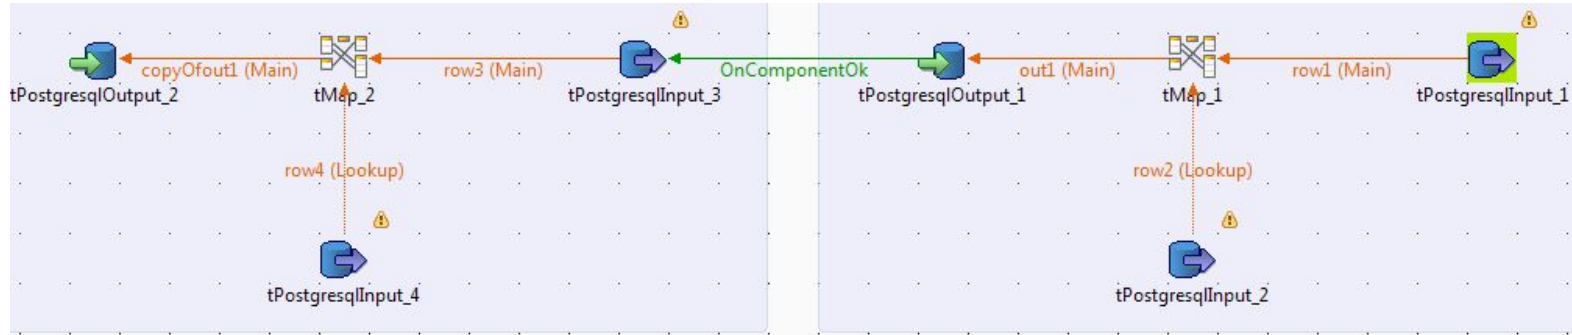 copyOfout1 (Main)
row3 (Main)
OnComponentOk
out1 (Main)
row1 (Main)
tPostgresqlOutput_2
tMap_2
tPostgresqlInput_3
tPostgresqlOutput_1
tMap_1
tPostgresqlInput_1
row4 (Lookup)
row2 (Lookup)
tPostgresqlInput_4
tPostgresqlInput_2